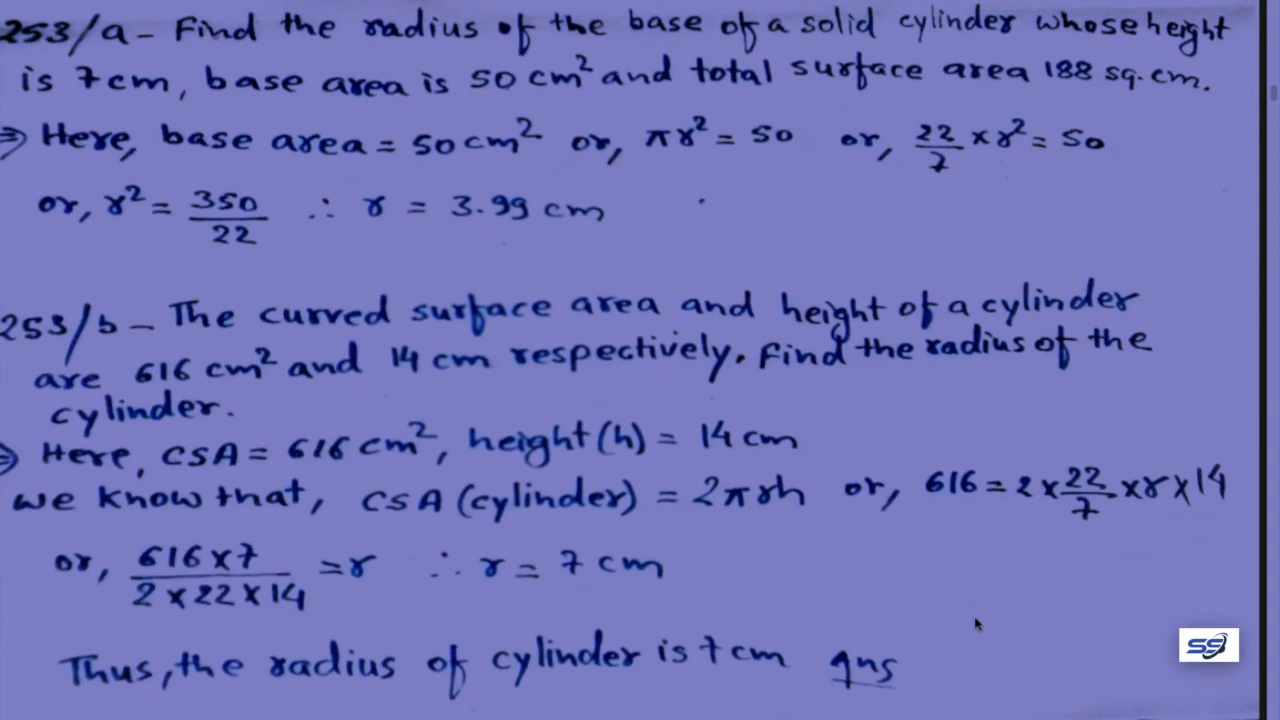 253/a - Find the radius of the base of a solid cylinder whose height
is 7cm, base area is 50 cm² and total surface area 188 sq. cm.
⇒ Here, base area = 50 cm² or, πr² = 50 or, 22/7 × r² = 50
or, r² = 350/22 ∴ r = 3.99 cm
253/b - The curved surface area and height of a cylinder
are 616 cm² and 14 cm respectively. Find the radius of the
cylinder.
⇒ Here, CSA = 616 cm², height (h) = 14 cm
we know that, CSA (cylinder) = 2πrh or, 616 = 2 × 22/7 × r × 14
or, 616 × 7 / 2 × 22 × 14 = r ∴ r = 7 cm
Thus, the radius of cylinder is 7 cm ans
SS